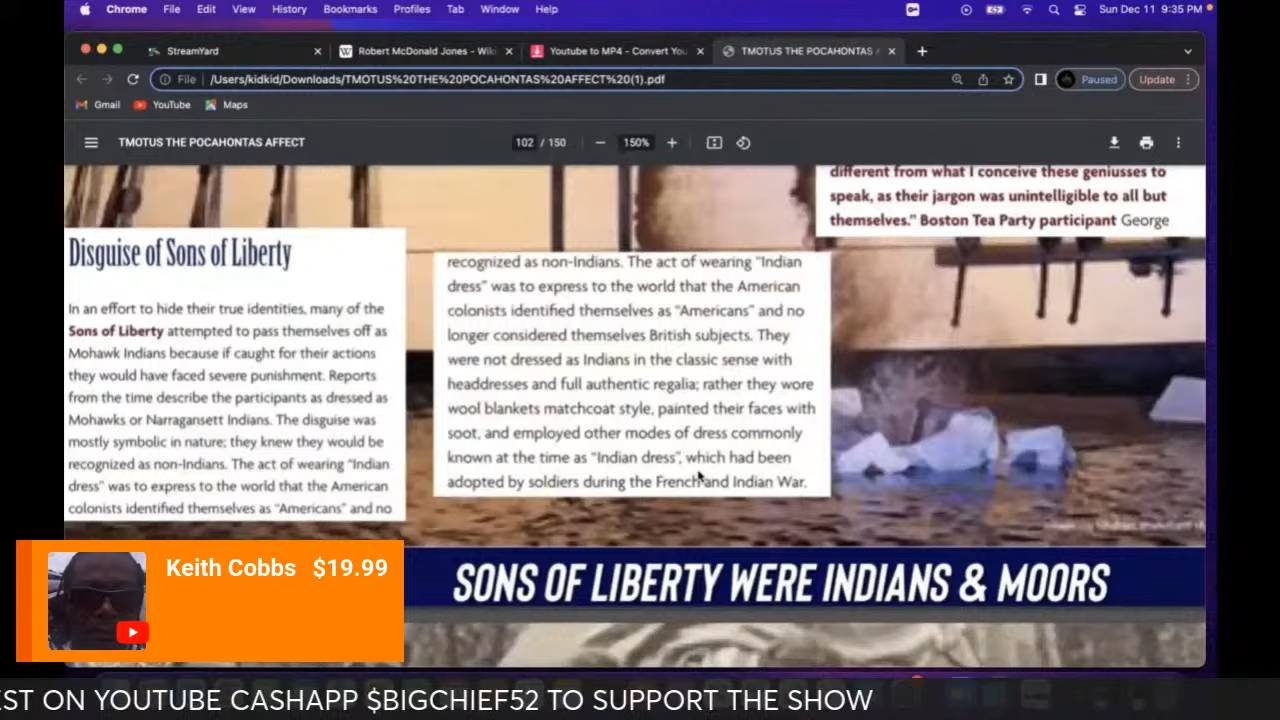 Chrome File Edit View History Bookmarks Profiles Tab Window Help Sun Dec 11 9:35 PM
StreamYard Robert McDonald Jones - Wiki Youtube to MP4 - Convert You TMOTUS THE POCAHONTAS A
File /Users/kidkid/Downloads/TMOTUS%20THE%20POCAHONTAS%20AFFECT%20(1).pdf Paused Update
Gmail YouTube Maps
TMOTUS THE POCAHONTAS AFFECT 102 / 150 150%
different from what I conceive these geniusses to
speak, as their jargon was unintelligible to all but
themselves." Boston Tea Party participant George
Disguise of Sons of Liberty
In an effort to hide their true identities, many of the
Sons of Liberty attempted to pass themselves off as
Mohawk Indians because if caught for their actions
they would have faced severe punishment. Reports
from the time describe the participants as dressed as
Mohawks or Narragansett Indians. The disguise was
mostly symbolic in nature; they knew they would be
recognized as non-Indians. The act of wearing "Indian
dress" was to express to the world that the American
colonists identified themselves as "Americans" and no
recognized as non-Indians. The act of wearing "Indian
dress" was to express to the world that the American
colonists identified themselves as "Americans" and no
longer considered themselves British subjects. They
were not dressed as Indians in the classic sense with
headdresses and full authentic regalia; rather they wore
wool blankets matchcoat style, painted their faces with
soot, and employed other modes of dress commonly
known at the time as "Indian dress", which had been
adopted by soldiers during the French and Indian War.
SONS OF LIBERTY WERE INDIANS & MOORS
Keith Cobbs $19.99
EST ON YOUTUBE CASHAPP $BIGCHIEF52 TO SUPPORT THE SHOW